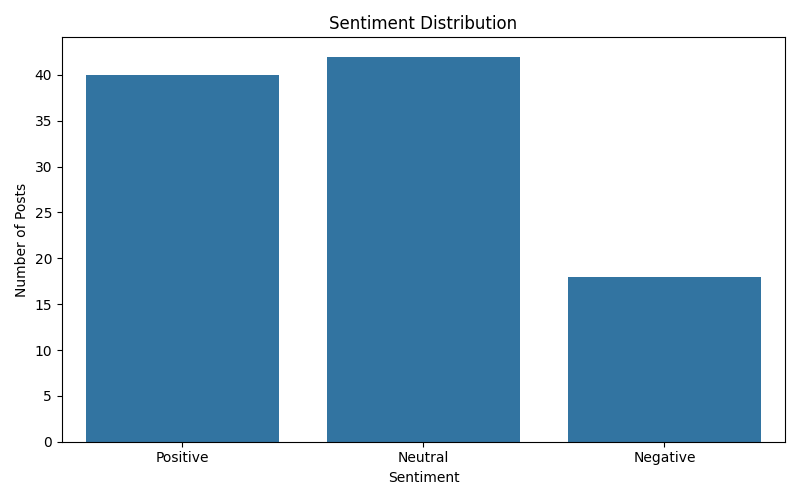 Sentiment Distribution
Number of Posts
40
35
30
25
20
15
10
5
0
Positive
Neutral
Negative
Sentiment